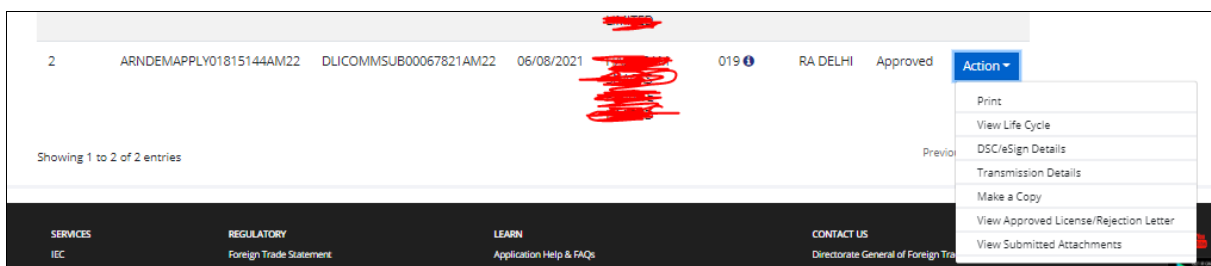 LIMITED
2 ARNDEMAPPLY01815144AM22 DLICOMMSUB00067821AM22 06/08/2021 019 RA DELHI Approved Action
Print
View Life Cycle
DSC/eSign Details
Transmission Details
Make a Copy
View Approved License/Rejection Letter
View Submitted Attachments
Showing 1 to 2 of 2 entries Previo
SERVICES REGULATORY LEARN CONTACT US
IEC Foreign Trade Statement Application Help & FAQs Directorate General of Foreign Tra